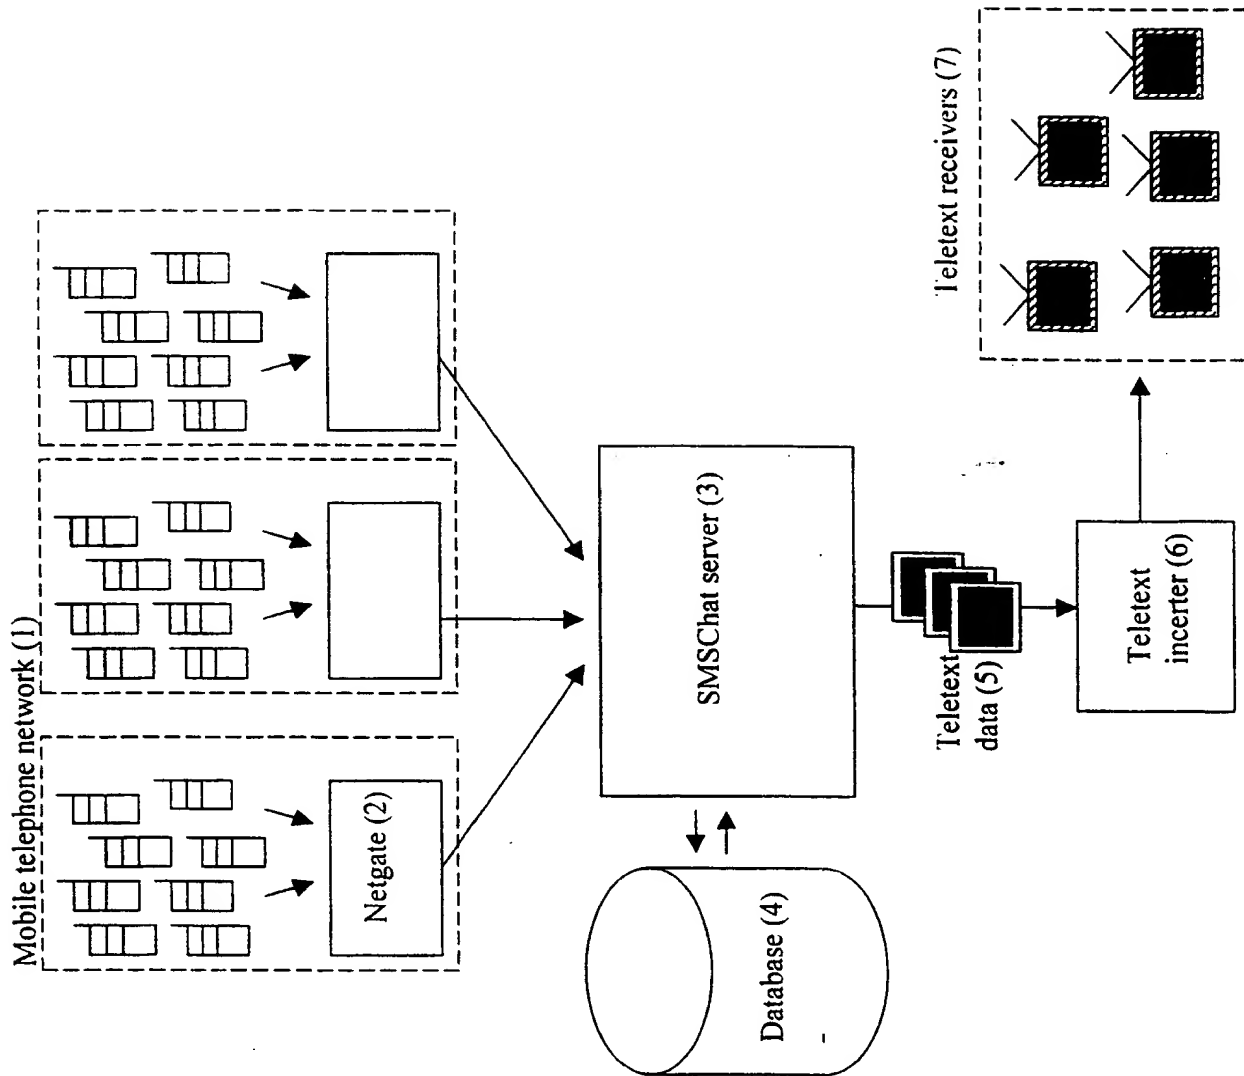 Mobile telephone network (1)
Netgate (2)
SMSChat server (3)
Database (4)
Teletext
data (5)
Teletext
incerter (6)
Teletext receivers (7)